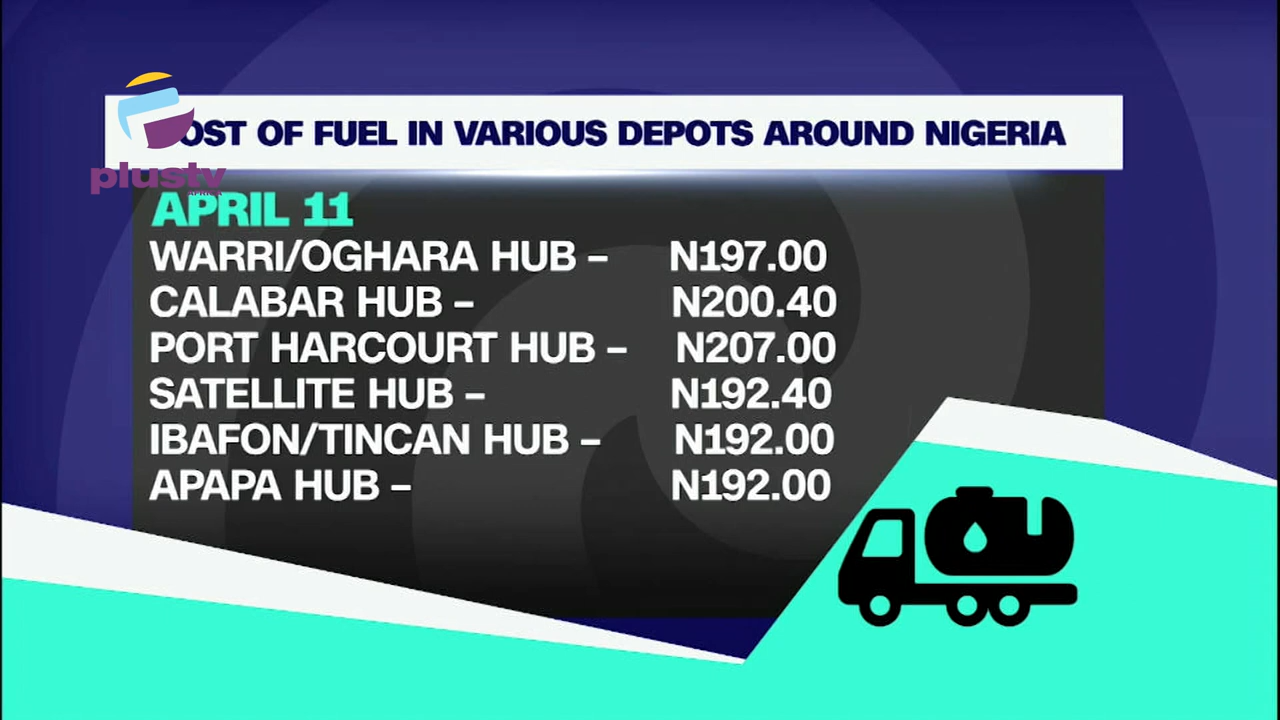 OST OF FUEL IN VARIOUS DEPOTS AROUND NIGERIA
plustv
AFRICA
APRIL 11
WARRI/OGHARA HUB – N197.00
CALABAR HUB – N200.40
PORT HARCOURT HUB – N207.00
SATELLITE HUB – N192.40
IBAFON/TINCAN HUB – N192.00
APAPA HUB – N192.00